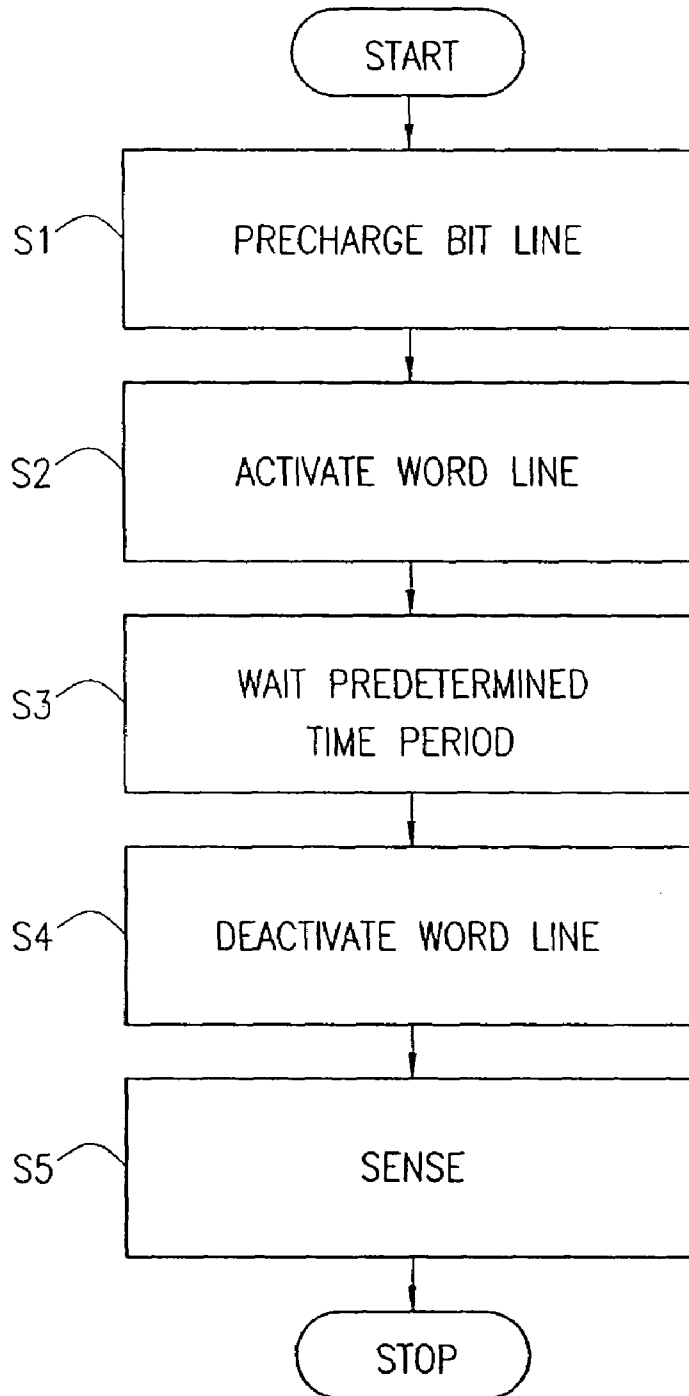 START
S1
PRECHARGE BIT LINE
S2
ACTIVATE WORD LINE
S3
WAIT PREDETERMINED
TIME PERIOD
S4
DEACTIVATE WORD LINE
S5
SENSE
STOP